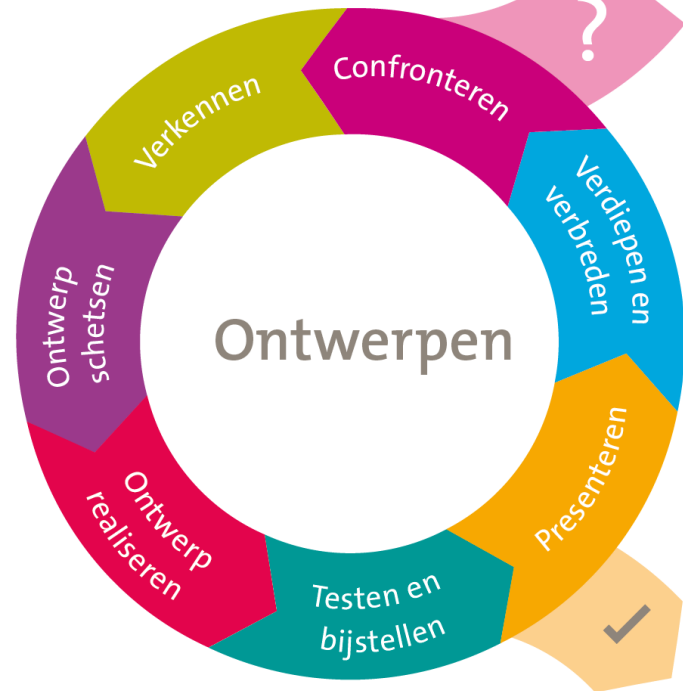 ?
Confronteren
Verkennen
Ontwerp
schetsen
Ontwerp
realiseren
Testen en
bijstellen
Presenteren
Verdiepen en
verbreden
Ontwerpen